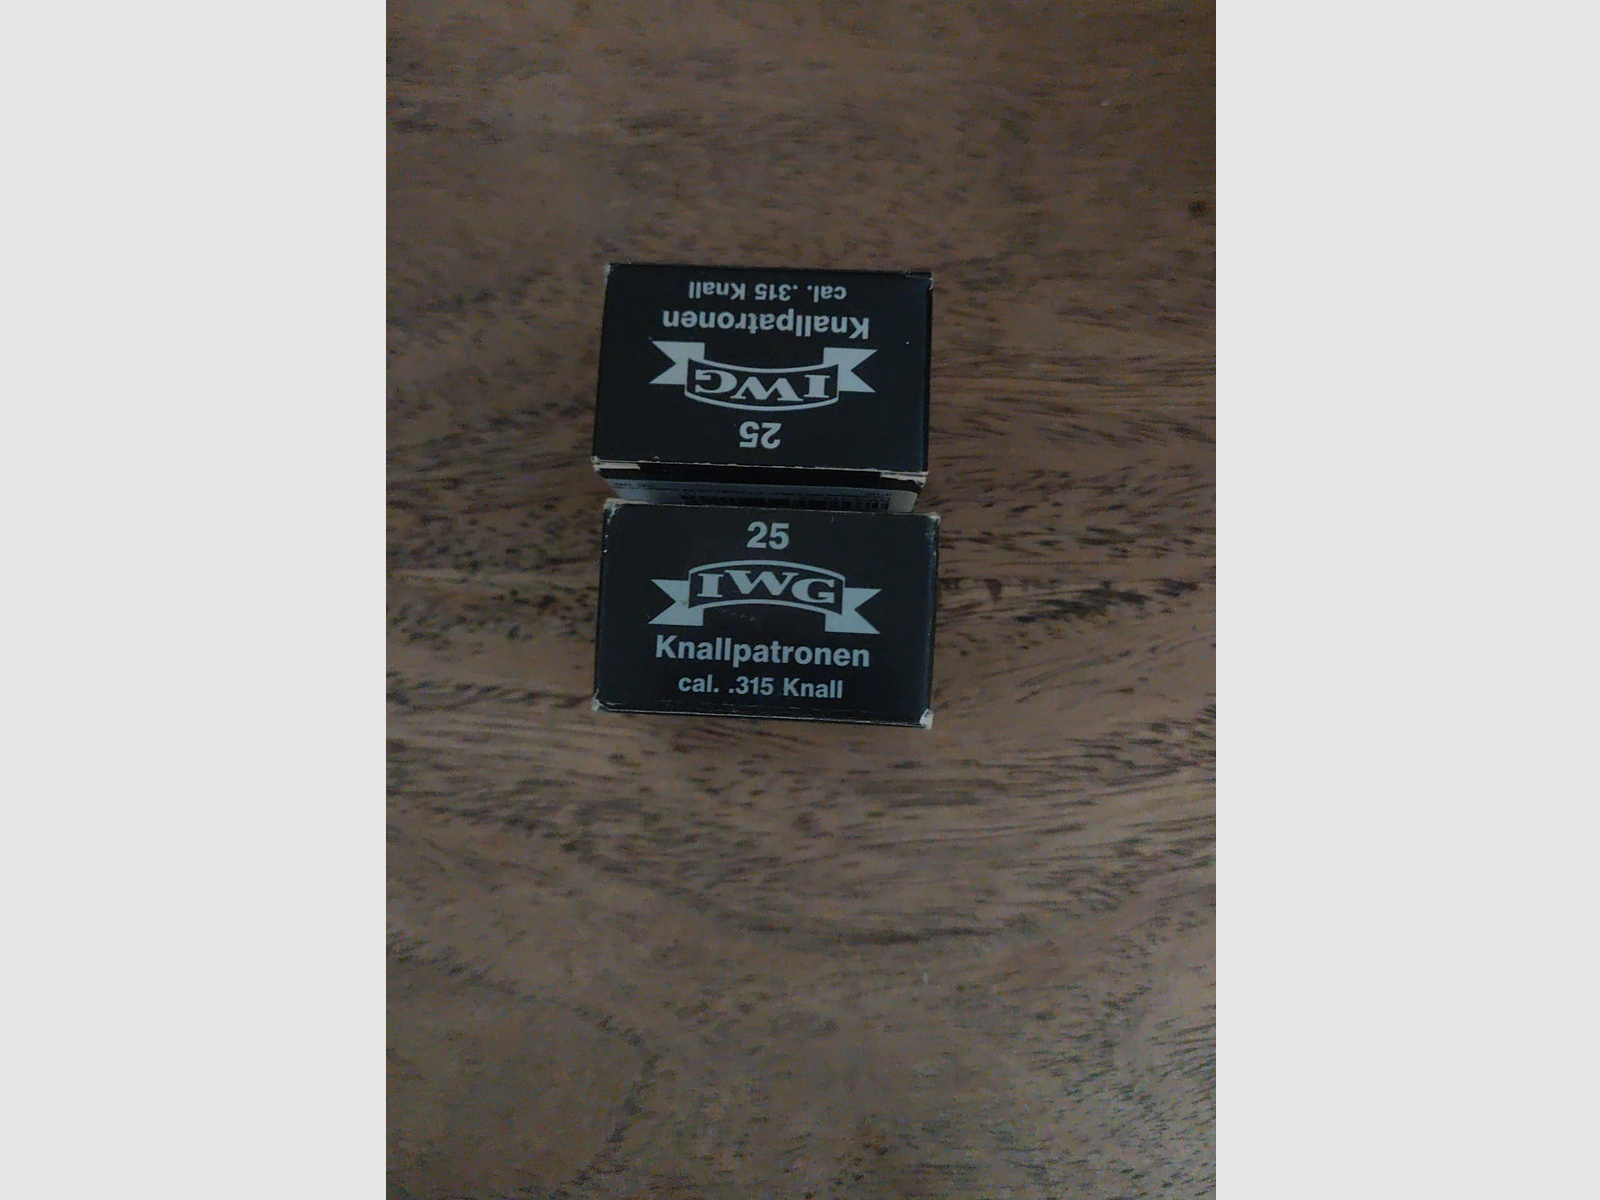 cal. .315 Knall
Knallpatronen
IWG
25
25
IWG
Knallpatronen
cal. .315 Knall